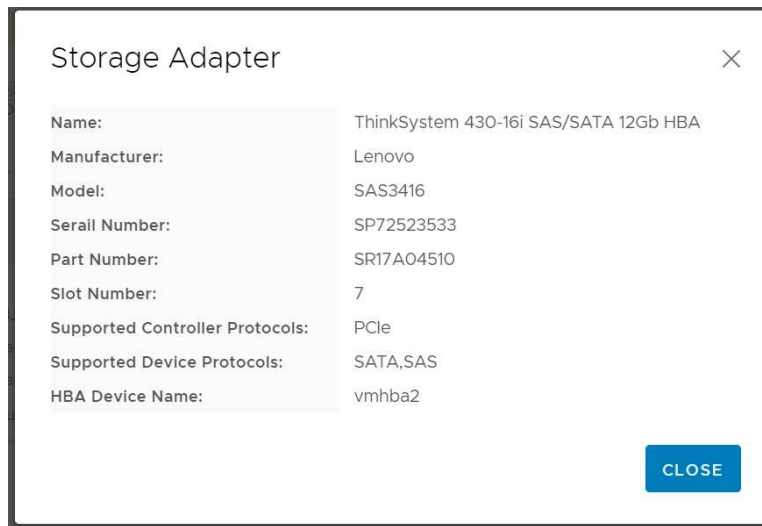 Storage Adapter
Name: ThinkSystem 430-16i SAS/SATA 12Gb HBA
Manufacturer: Lenovo
Model: SAS3416
Serail Number: SP72523533
Part Number: SR17A04510
Slot Number: 7
Supported Controller Protocols: PCIe
Supported Device Protocols: SATA,SAS
HBA Device Name: vmhba2
CLOSE